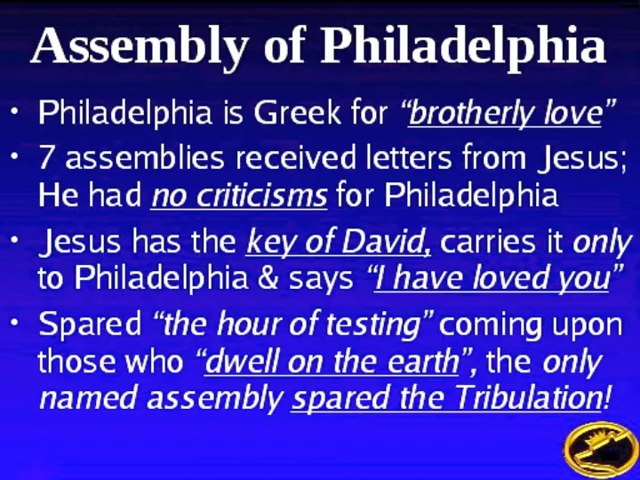 Assembly of Philadelphia
• Philadelphia is Greek for “brotherly love”
• 7 assemblies received letters from Jesus;
He had no criticisms for Philadelphia
• Jesus has the key of David, carries it only
to Philadelphia & says “I have loved you”
• Spared “the hour of testing” coming upon
those who “dwell on the earth”, the only
named assembly spared the Tribulation!